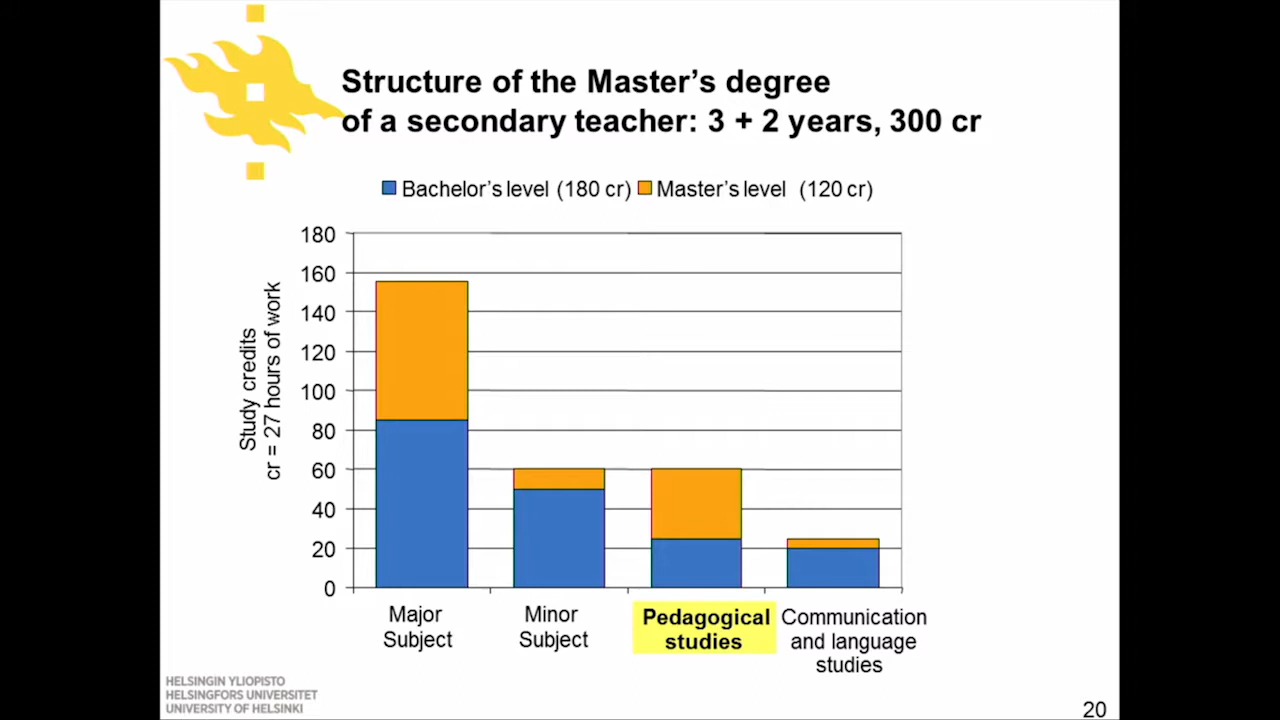 Structure of the Master's degree
of a secondary teacher: 3 + 2 years, 300 cr
Bachelor's level (180 cr) Master's level (120 cr)
Study credits
cr = 27 hours of work
180
160
140
120
100
80
60
40
20
0
Major
Subject
Minor
Subject
Pedagogical
studies
Communication
and language
studies
HELSINGIN YLIOPISTO
HELSINGFORS UNIVERSITET
UNIVERSITY OF HELSINKI
20